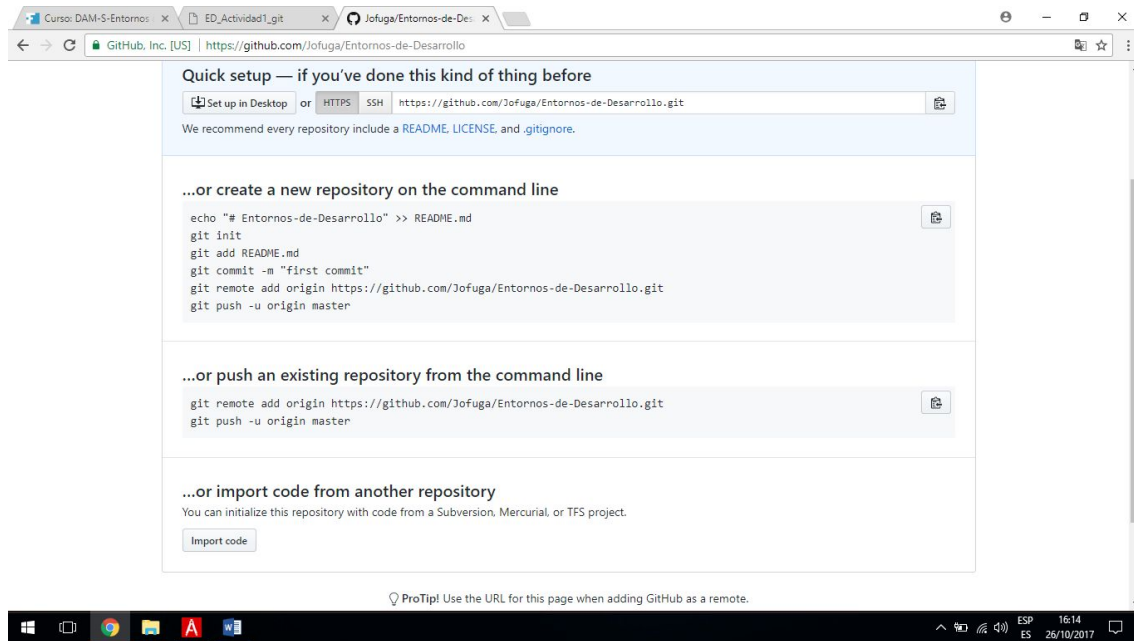 Curso: DAM-S-Entornos
ED_Actividad1_git
Jofuga/Entornos-de-Des
GitHub, Inc. [US] | https://github.com/Jofuga/Entornos-de-Desarrollo
Quick setup — if you've done this kind of thing before
Set up in Desktop or HTTPS SSH https://github.com/Jofuga/Entornos-de-Desarrollo.git
We recommend every repository include a README, LICENSE, and .gitignore.
...or create a new repository on the command line
echo "# Entornos-de-Desarrollo" >> README.md
git init
git add README.md
git commit -m "first commit"
git remote add origin https://github.com/Jofuga/Entornos-de-Desarrollo.git
git push -u origin master
...or push an existing repository from the command line
git remote add origin https://github.com/Jofuga/Entornos-de-Desarrollo.git
git push -u origin master
...or import code from another repository
You can initialize this repository with code from a Subversion, Mercurial, or TFS project.
Import code
ProTip! Use the URL for this page when adding GitHub as a remote.
ESP 16:14
ES 26/10/2017